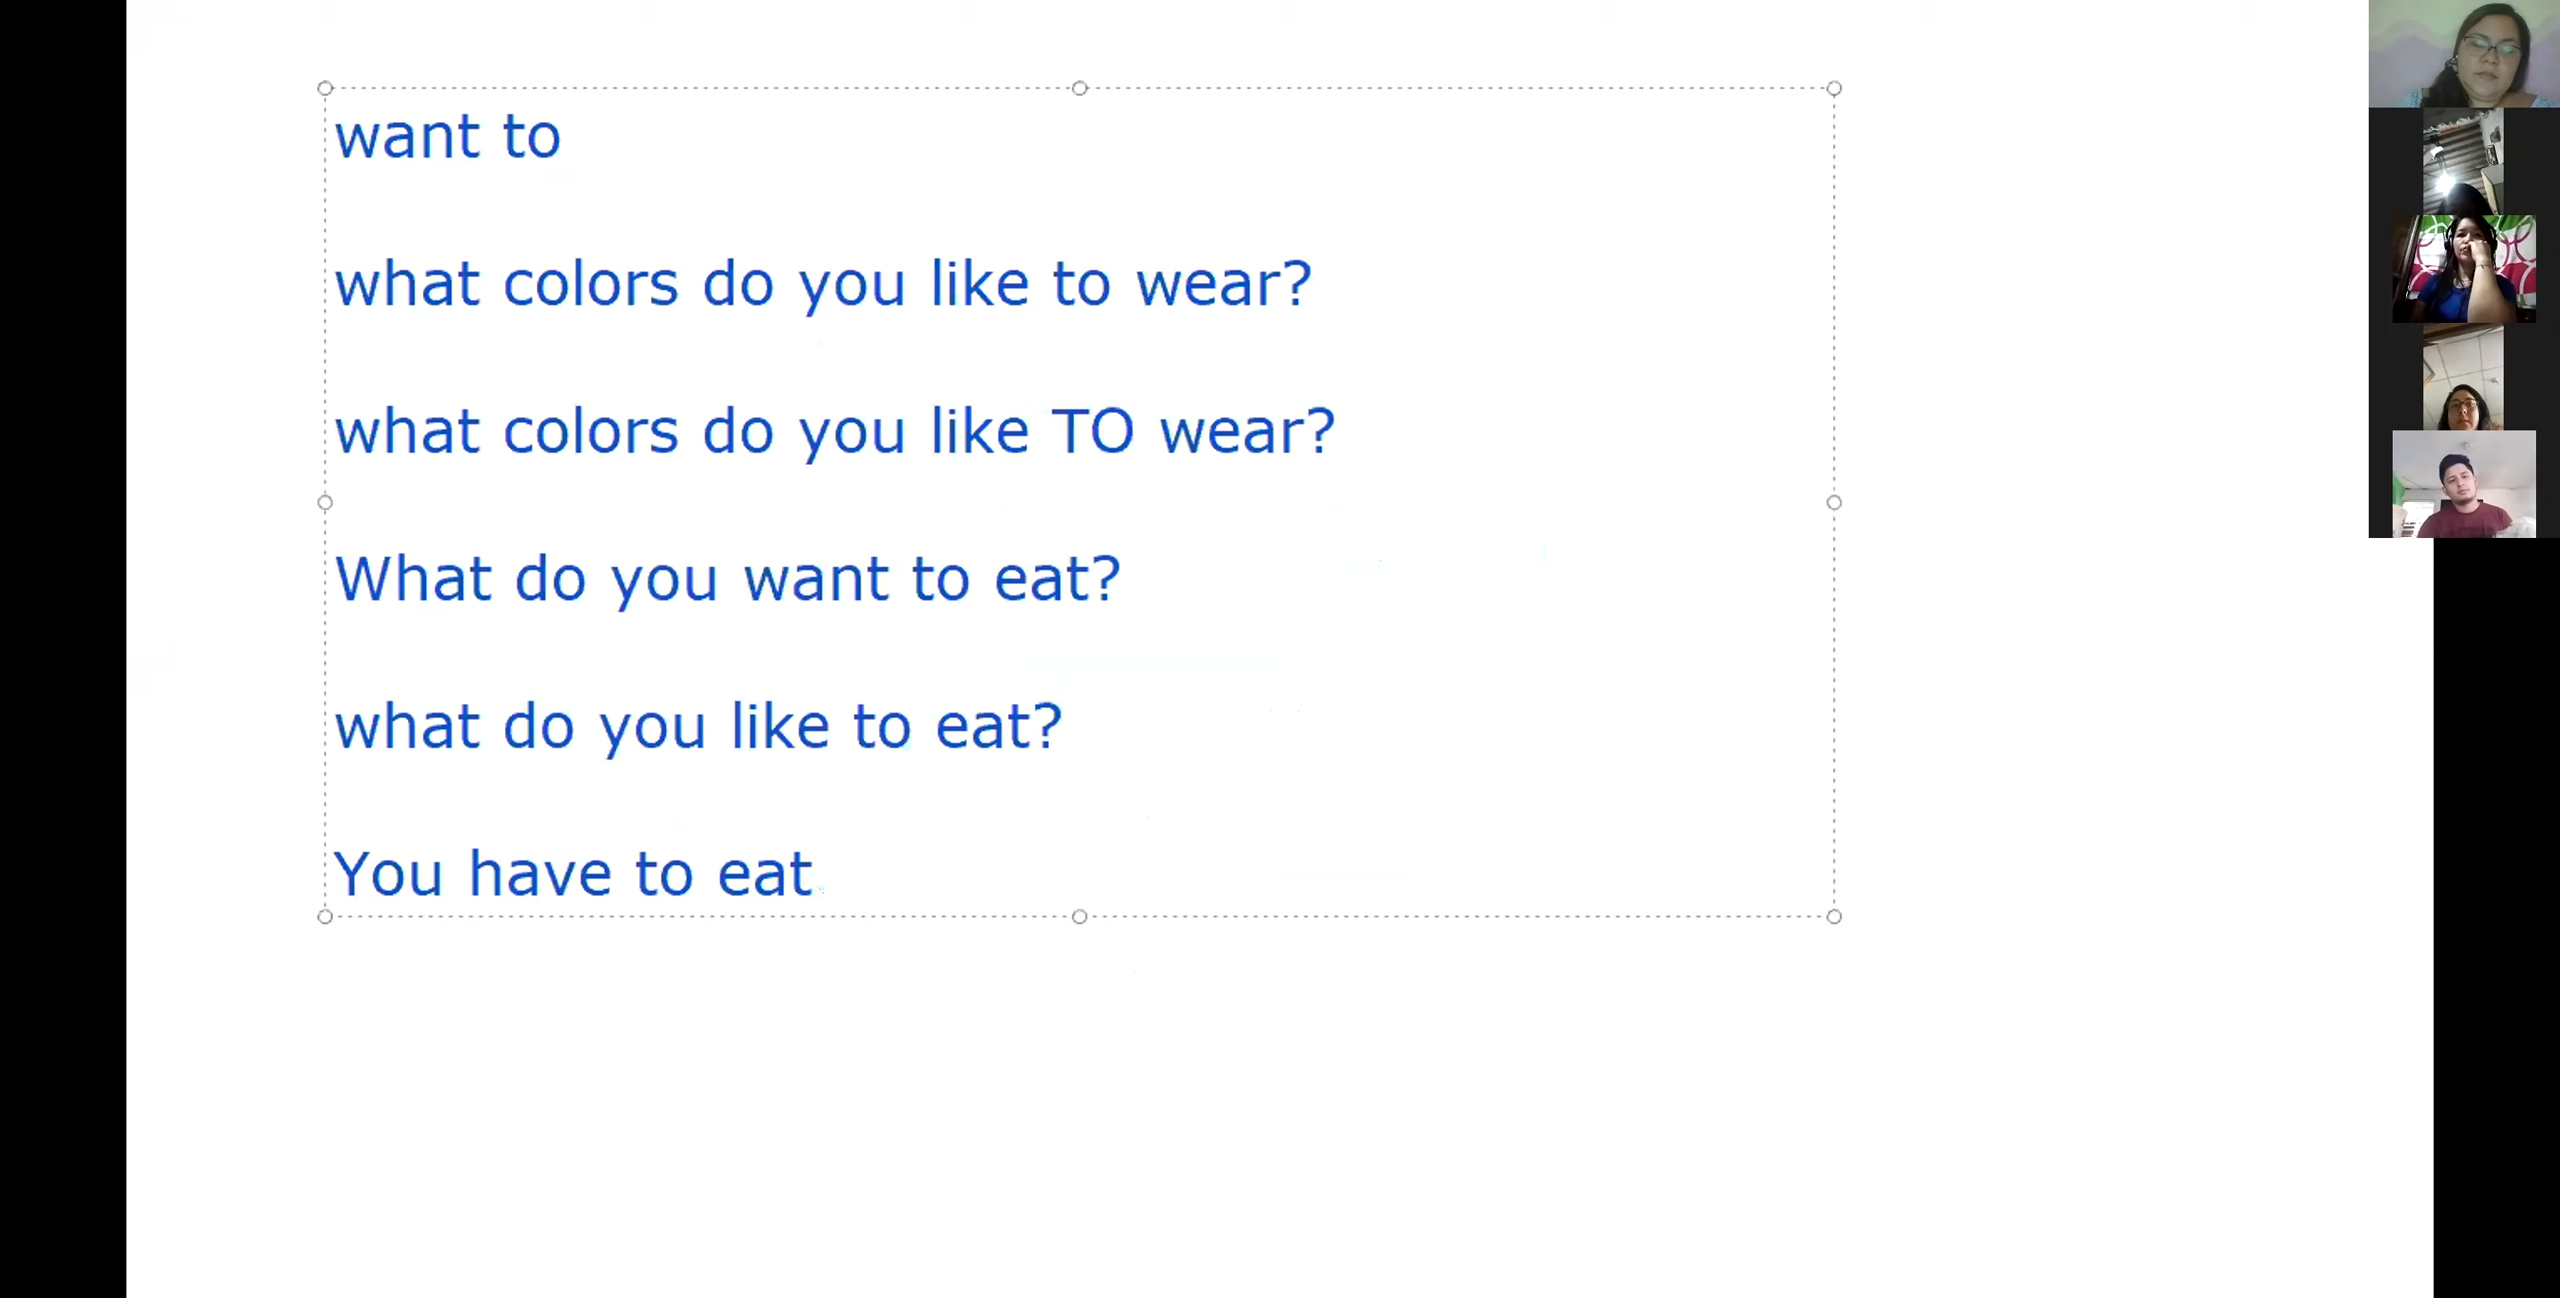 want to
what colors do you like to wear?
what colors do you like TO wear?
What do you want to eat?
what do you like to eat?
You have to eat